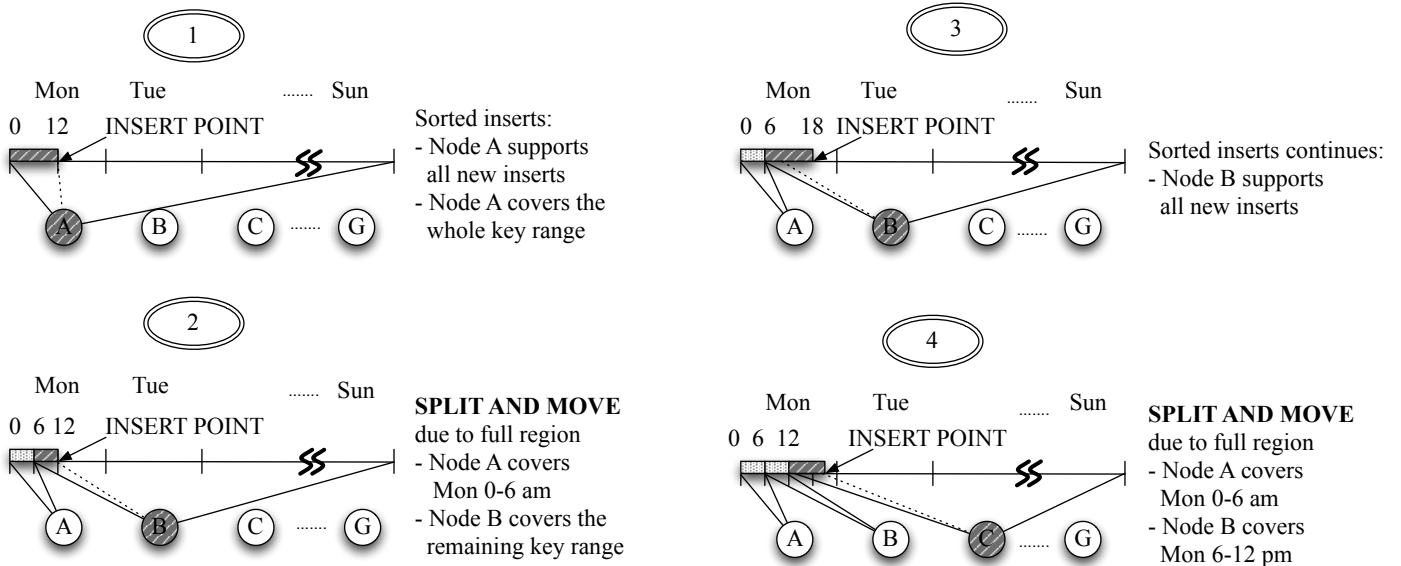 1
Mon Tue ....... Sun
0 12 INSERT POINT
A B C ....... G
Sorted inserts:
- Node A supports
all new inserts
- Node A covers the
whole key range
2
Mon Tue ....... Sun
0 6 12 INSERT POINT
A B C ....... G
SPLIT AND MOVE
due to full region
- Node A covers
Mon 0-6 am
- Node B covers the
remaining key range
3
Mon Tue ....... Sun
0 6 18 INSERT POINT
A B C ....... G
Sorted inserts continues:
- Node B supports
all new inserts
4
Mon Tue ....... Sun
0 6 12 INSERT POINT
A B C ....... G
SPLIT AND MOVE
due to full region
- Node A covers
Mon 0-6 am
- Node B covers
Mon 6-12 pm